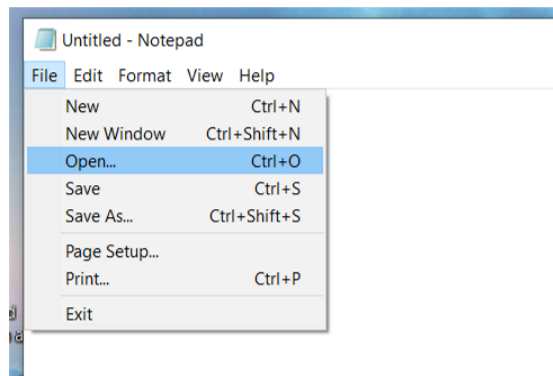 Untitled - Notepad
File Edit Format View Help
New Ctrl+N
New Window Ctrl+Shift+N
Open... Ctrl+O
Save Ctrl+S
Save As... Ctrl+Shift+S
Page Setup...
Print... Ctrl+P
Exit